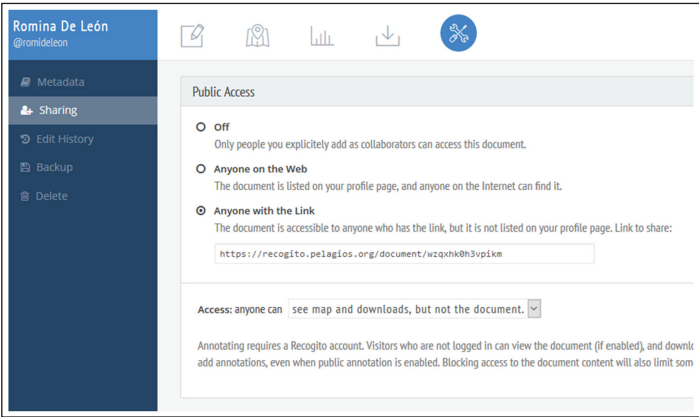 Romina De León
@romideleon
Metadata
Sharing
Edit History
Backup
Delete
Public Access
Off
Only people you explicitely add as collaborators can access this document.
Anyone on the Web
The document is listed on your profile page, and anyone on the Internet can find it.
Anyone with the Link
The document is accessible to anyone who has the link, but it is not listed on your profile page. Link to share:
https://recogito.pelagios.org/document/wzqxhk0h3vpikm
Access: anyone can see map and downloads, but not the document.
Annotating requires a Recogito account. Visitors who are not logged in can view the document (if enabled), and downlo
add annotations, even when public annotation is enabled. Blocking access to the document content will also limit som